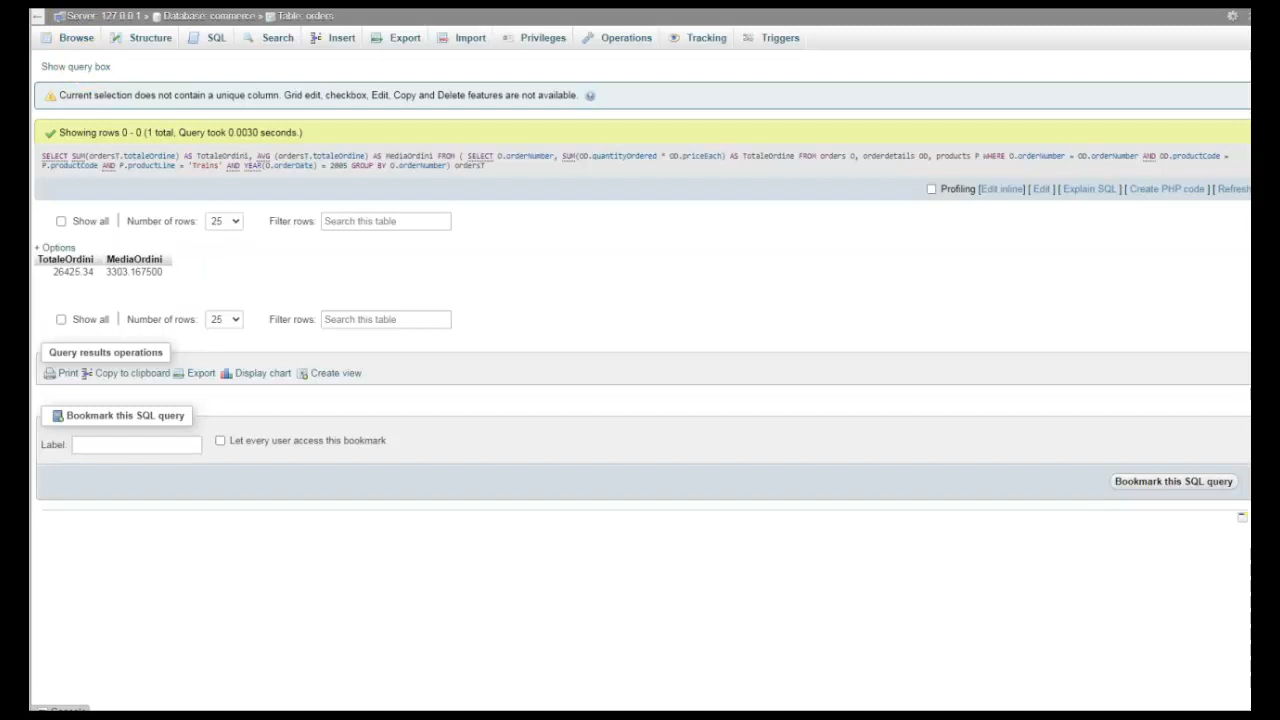 Server: 127.0.0.1 » Database: commerce » Table: orders
Browse Structure SQL Search Insert Export Import Privileges Operations Tracking Triggers
Show query box
Current selection does not contain a unique column. Grid edit, checkbox, Edit, Copy and Delete features are not available.
Showing rows 0 - 0 (1 total, Query took 0.0030 seconds.)
SELECT SUM(ordersT.totaleOrdine) AS TotaleOrdini, AVG (ordersT.totaleOrdine) AS MediaOrdini FROM ( SELECT O.orderNumber, SUM(OD.quantityOrdered * OD.priceEach) AS TotaleOrdine FROM orders O, orderdetails OD, products P WHERE O.orderNumber = OD.orderNumber AND OD.productCode =
P.productCode AND P.productLine = 'Trains' AND YEAR(O.orderDate) = 2005 GROUP BY O.orderNumber) ordersT
Profiling [Edit inline] [ Edit ] [ Explain SQL ] [ Create PHP code ] [ Refresh
Show all Number of rows: 25 Filter rows: Search this table
+ Options
TotaleOrdini MediaOrdini
26425.34 3303.167500
Show all Number of rows: 25 Filter rows: Search this table
Query results operations
Print Copy to clipboard Export Display chart Create view
Bookmark this SQL query
Label: Let every user access this bookmark
Bookmark this SQL query